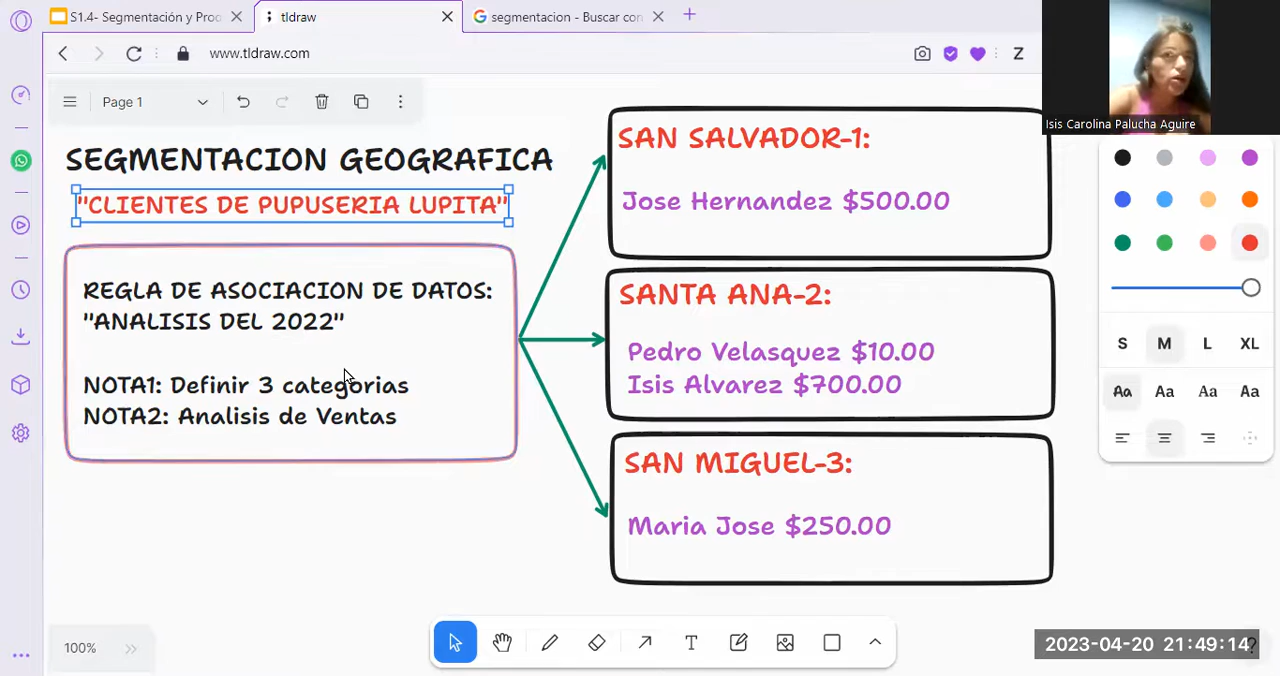 S1.4- Segmentación y Proc
tldraw
segmentacion - Buscar con
www.tldraw.com
Z
Page 1
Isis Carolina Palucha Aguire
SEGMENTACION GEOGRAFICA
"CLIENTES DE PUPUSERIA LUPITA"
REGLA DE ASOCIACION DE DATOS:
"ANALISIS DEL 2022"
NOTA1: Definir 3 categorias
NOTA2: Analisis de Ventas
SAN SALVADOR-1:
Jose Hernandez $500.00
SANTA ANA-2:
Pedro Velasquez $10.00
Isis Alvarez $700.00
SAN MIGUEL-3:
Maria Jose $250.00
S M L XL
Aa Aa Aa Aa
100%
T
2023-04-20 21:49:14
?